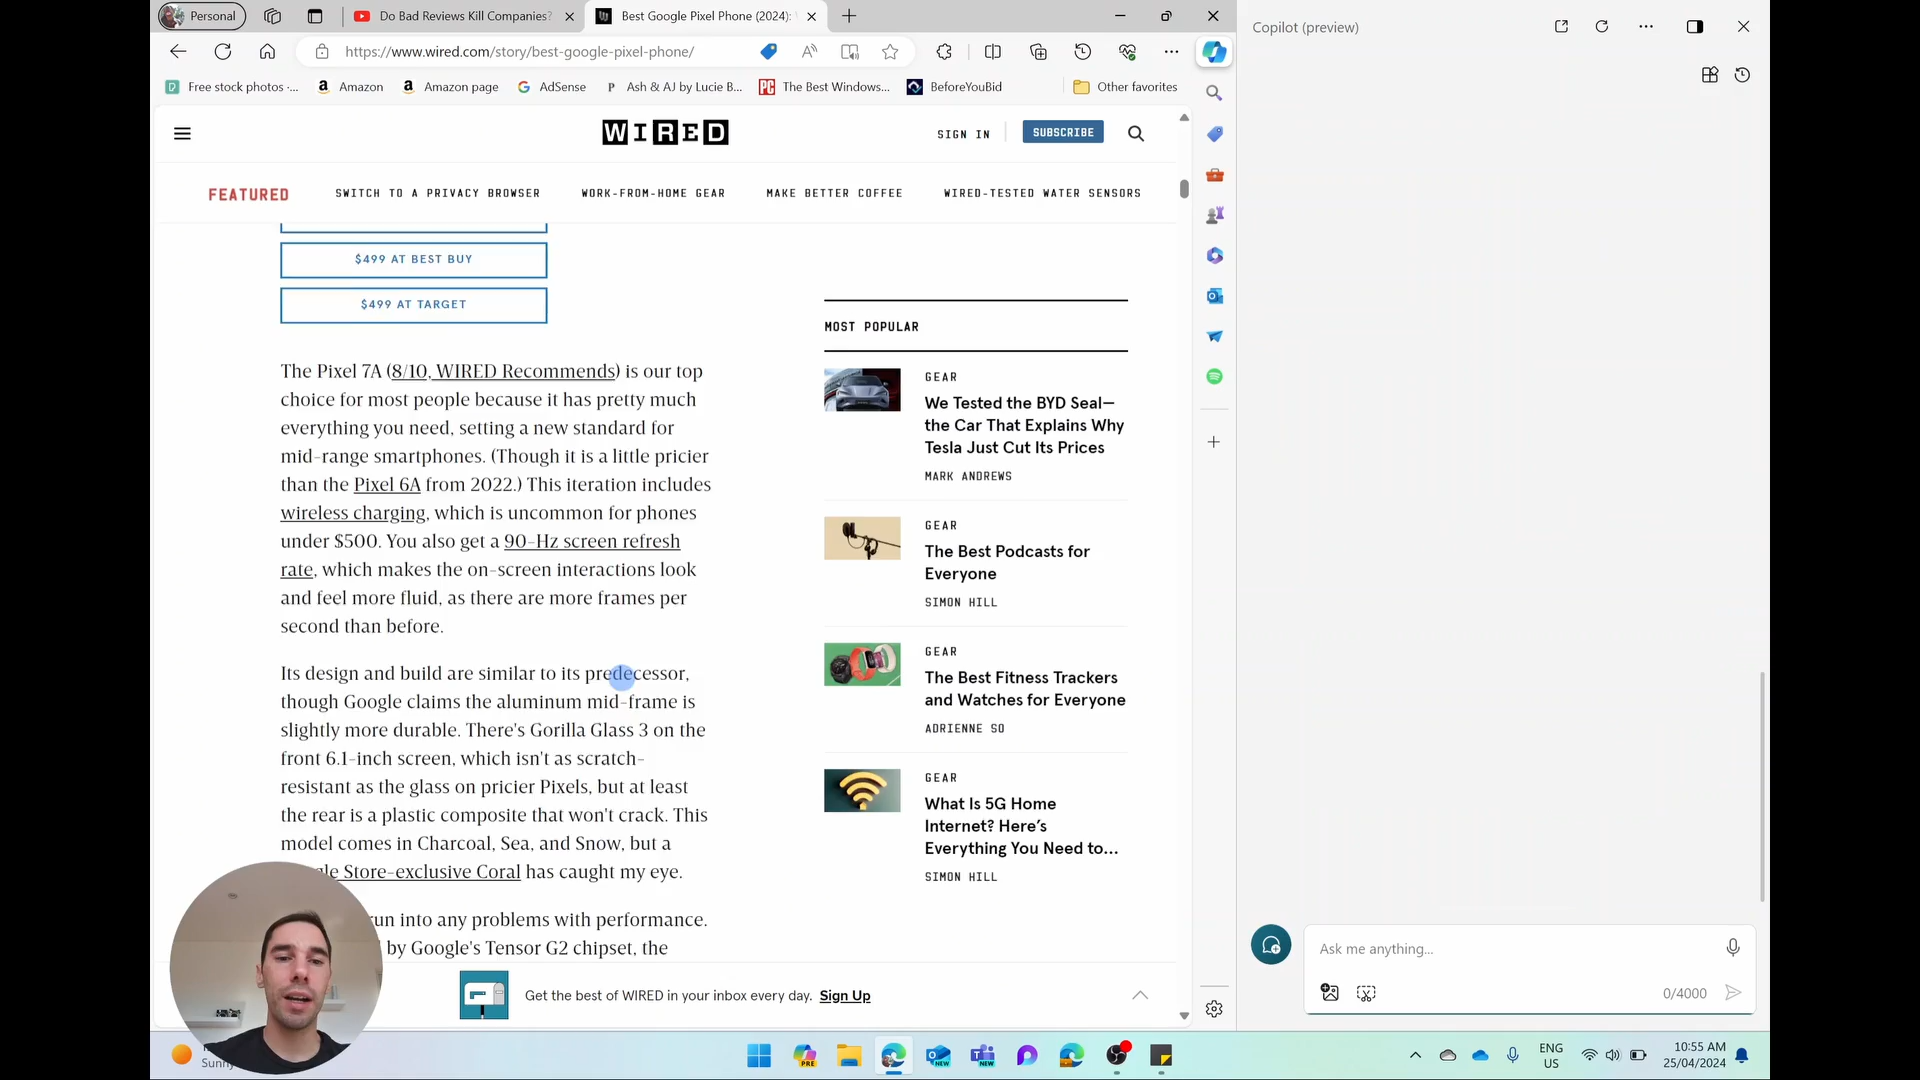 Personal
Do Bad Reviews Kill Companies?
Best Google Pixel Phone (2024):
https://www.wired.com/story/best-google-pixel-phone/
Free stock photos -...
Amazon
Amazon page
AdSense
Ash & AJ by Lucie B...
The Best Windows...
BeforeYouBid
Other favorites
WIRED
SIGN IN
SUBSCRIBE
FEATURED
SWITCH TO A PRIVACY BROWSER
WORK-FROM-HOME GEAR
MAKE BETTER COFFEE
WIRED-TESTED WATER SENSORS
$499 AT BEST BUY
$499 AT TARGET
The Pixel 7A (8/10, WIRED Recommends) is our top
choice for most people because it has pretty much
everything you need, setting a new standard for
mid-range smartphones. (Though it is a little pricier
than the Pixel 6A from 2022.) This iteration includes
wireless charging, which is uncommon for phones
under $500. You also get a 90-Hz screen refresh
rate, which makes the on-screen interactions look
and feel more fluid, as there are more frames per
second than before.
Its design and build are similar to its predecessor,
though Google claims the aluminum mid-frame is
slightly more durable. There's Gorilla Glass 3 on the
front 6.1-inch screen, which isn't as scratch-
resistant as the glass on pricier Pixels, but at least
the rear is a plastic composite that won't crack. This
model comes in Charcoal, Sea, and Snow, but a
Store-exclusive Coral has caught my eye.
run into any problems with performance.
by Google's Tensor G2 chipset, the
MOST POPULAR
GEAR
We Tested the BYD Seal—
the Car That Explains Why
Tesla Just Cut Its Prices
MARK ANDREWS
GEAR
The Best Podcasts for
Everyone
SIMON HILL
GEAR
The Best Fitness Trackers
and Watches for Everyone
ADRIENNE SO
GEAR
What Is 5G Home
Internet? Here's
Everything You Need to...
SIMON HILL
Get the best of WIRED in your inbox every day. Sign Up
Copilot (preview)
Ask me anything...
0/4000
Sunny
PRE
NEW
NEW
ENG
US
10:55 AM
25/04/2024